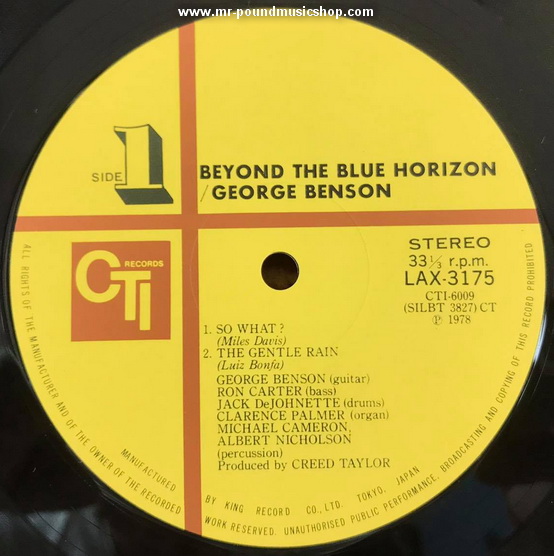 www.mr-poundmusicshop.com
SIDE 1
BEYOND THE BLUE HORIZON
/GEORGE BENSON
CTI RECORDS
STEREO
33⅓ r.p.m.
LAX-3175
CTI-6009
(SILBT 3827) CT
Ⓟ 1978
1. SO WHAT?
(Miles Davis)
2. THE GENTLE RAIN
(Luiz Bonfa)
GEORGE BENSON (guitar)
RON CARTER (bass)
JACK DeJOHNETTE (drums)
CLARENCE PALMER (organ)
MICHAEL CAMERON,
ALBERT NICHOLSON
(percussion)
Produced by CREED TAYLOR
MANUFACTURED BY KING RECORD CO., LTD. TOKYO, JAPAN
ALL RIGHTS OF THE MANUFACTURER AND OF THE OWNER OF THE RECORDED WORK RESERVED. UNAUTHORISED PUBLIC PERFORMANCE, BROADCASTING AND COPYING OF THIS RECORD PROHIBITED